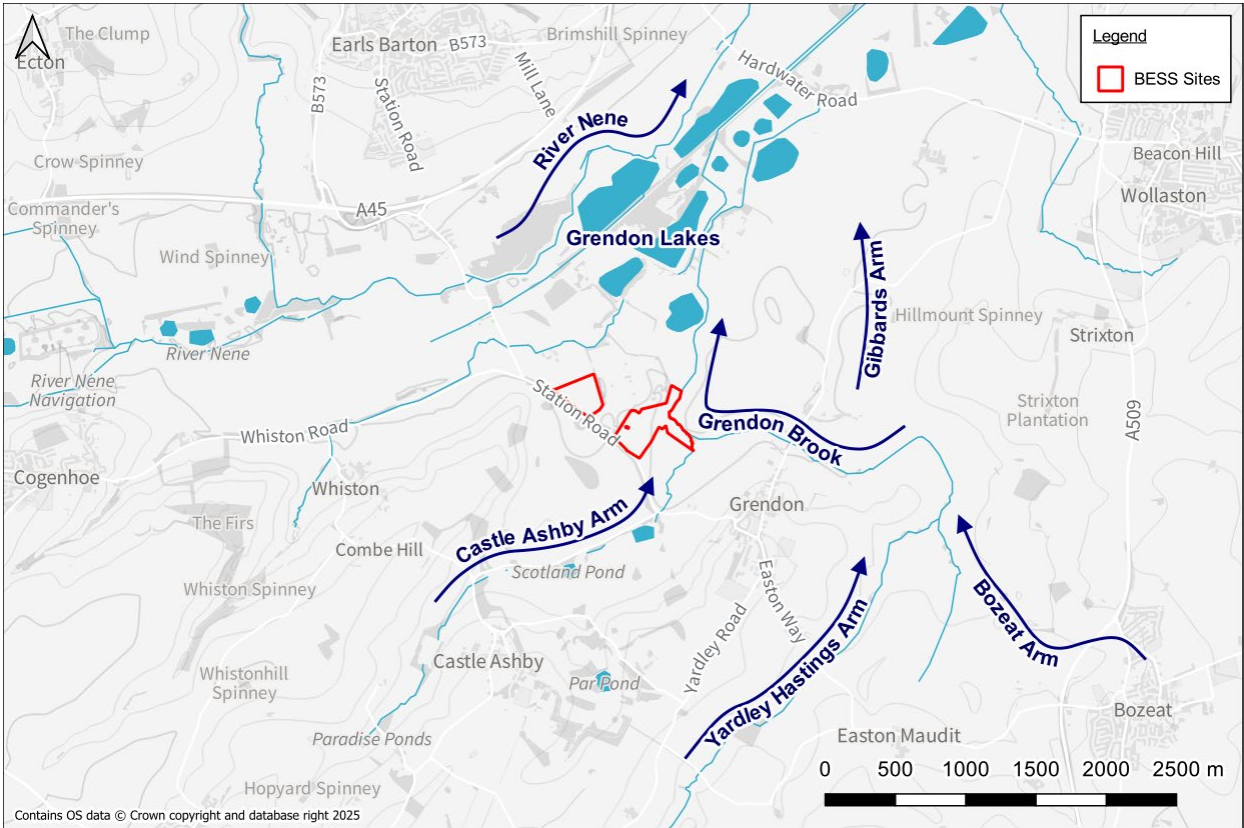 The Clump
Ecton
Earls Barton
B573
Brimshill Spinney
Legend
BESS Sites
B573
Station Road
Mill Lane
Hardwater Road
River Nene
Crow Spinney
Beacon Hill
Wollaston
Commander's
Spinney
A45
Wind Spinney
Grendon Lakes
Gibbards Arm
Hillmount Spinney
Strixton
River Nene
River Nene
Navigation
Station Road
Strixton
Plantation
A509
Whiston Road
Grendon Brook
Cogenhoe
Whiston
Grendon
The Firs
Castle Ashby Arm
Combe Hill
Scotland Pond
Whiston Spinney
Easton Way
Bozeat Arm
Yardley Road
Yardley Hastings Arm
Castle Ashby
Whistonhill
Spinney
Par Pond
Bozeat
Paradise Ponds
Easton Maudit
Hopyard Spinney
0 500 1000 1500 2000 2500 m
Contains OS data © Crown copyright and database right 2025